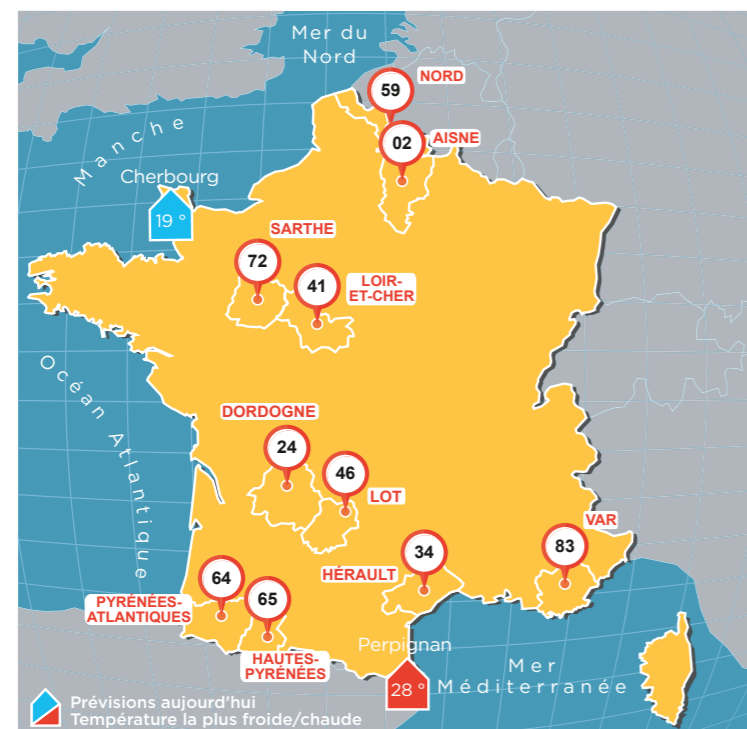 Mer du
Nord
NORD
59
AISNE
02
Manche
Cherbourg
19 °
SARTHE
72
41
LOIR-
ET-CHER
Océan Atlantique
DORDOGNE
24
46
LOT
VAR
83
34
HÉRAULT
64
PYRÉNÉES-
ATLANTIQUES
65
HAUTES-
PYRÉNÉES
Perpignan
28 °
Mer
Méditerranée
Prévisions aujourd'hui
Température la plus froide/chaude